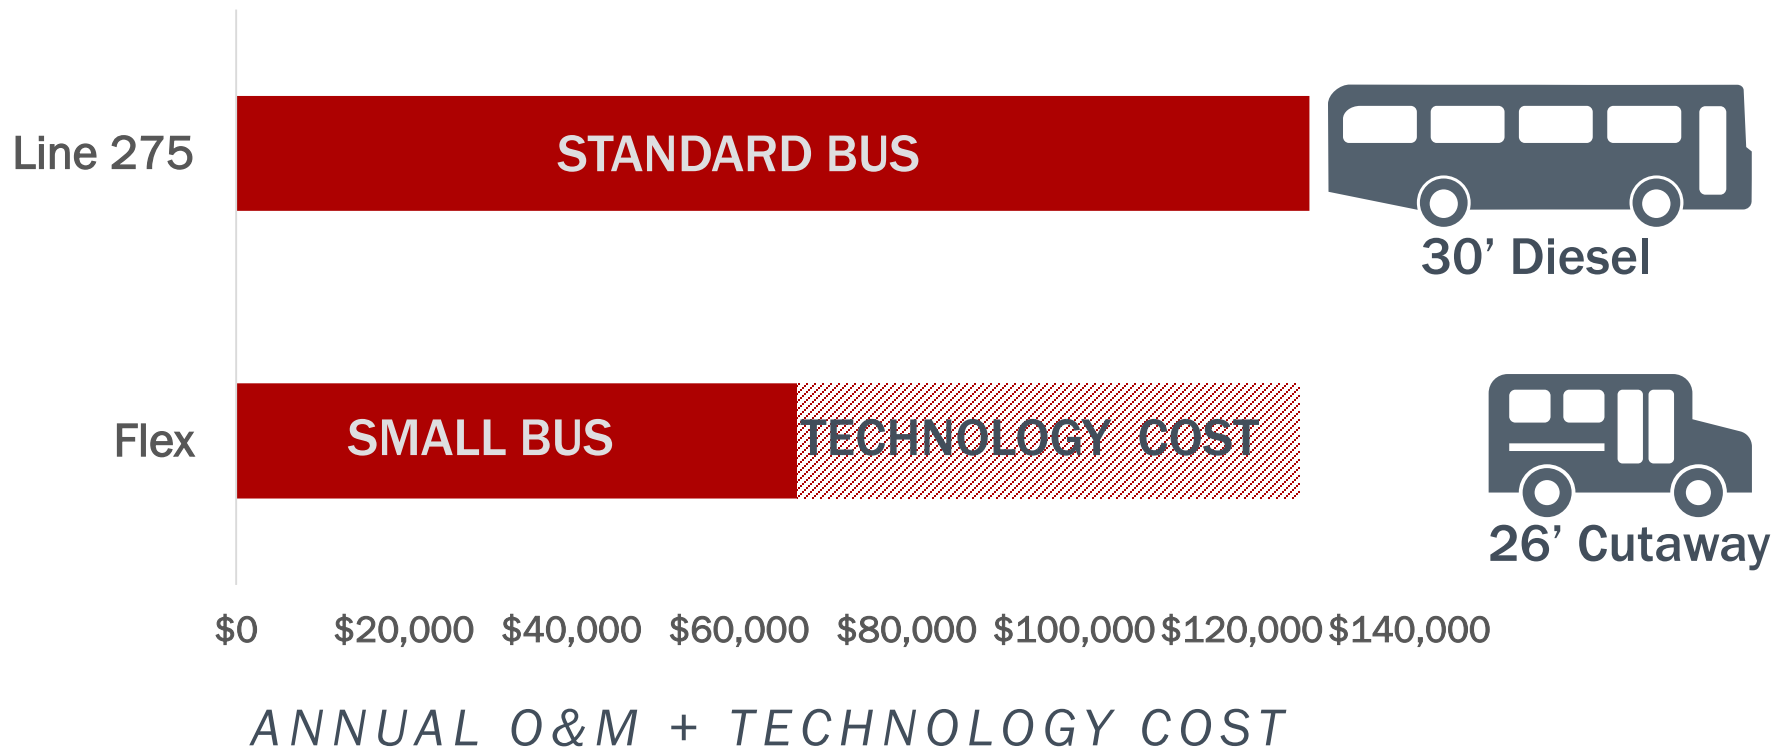 Line 275
STANDARD BUS
30’ Diesel
Flex
SMALL BUS
TECHNOLOGY COST
26’ Cutaway
$0 $20,000 $40,000 $60,000 $80,000 $100,000 $120,000 $140,000
ANNUAL O&M + TECHNOLOGY COST